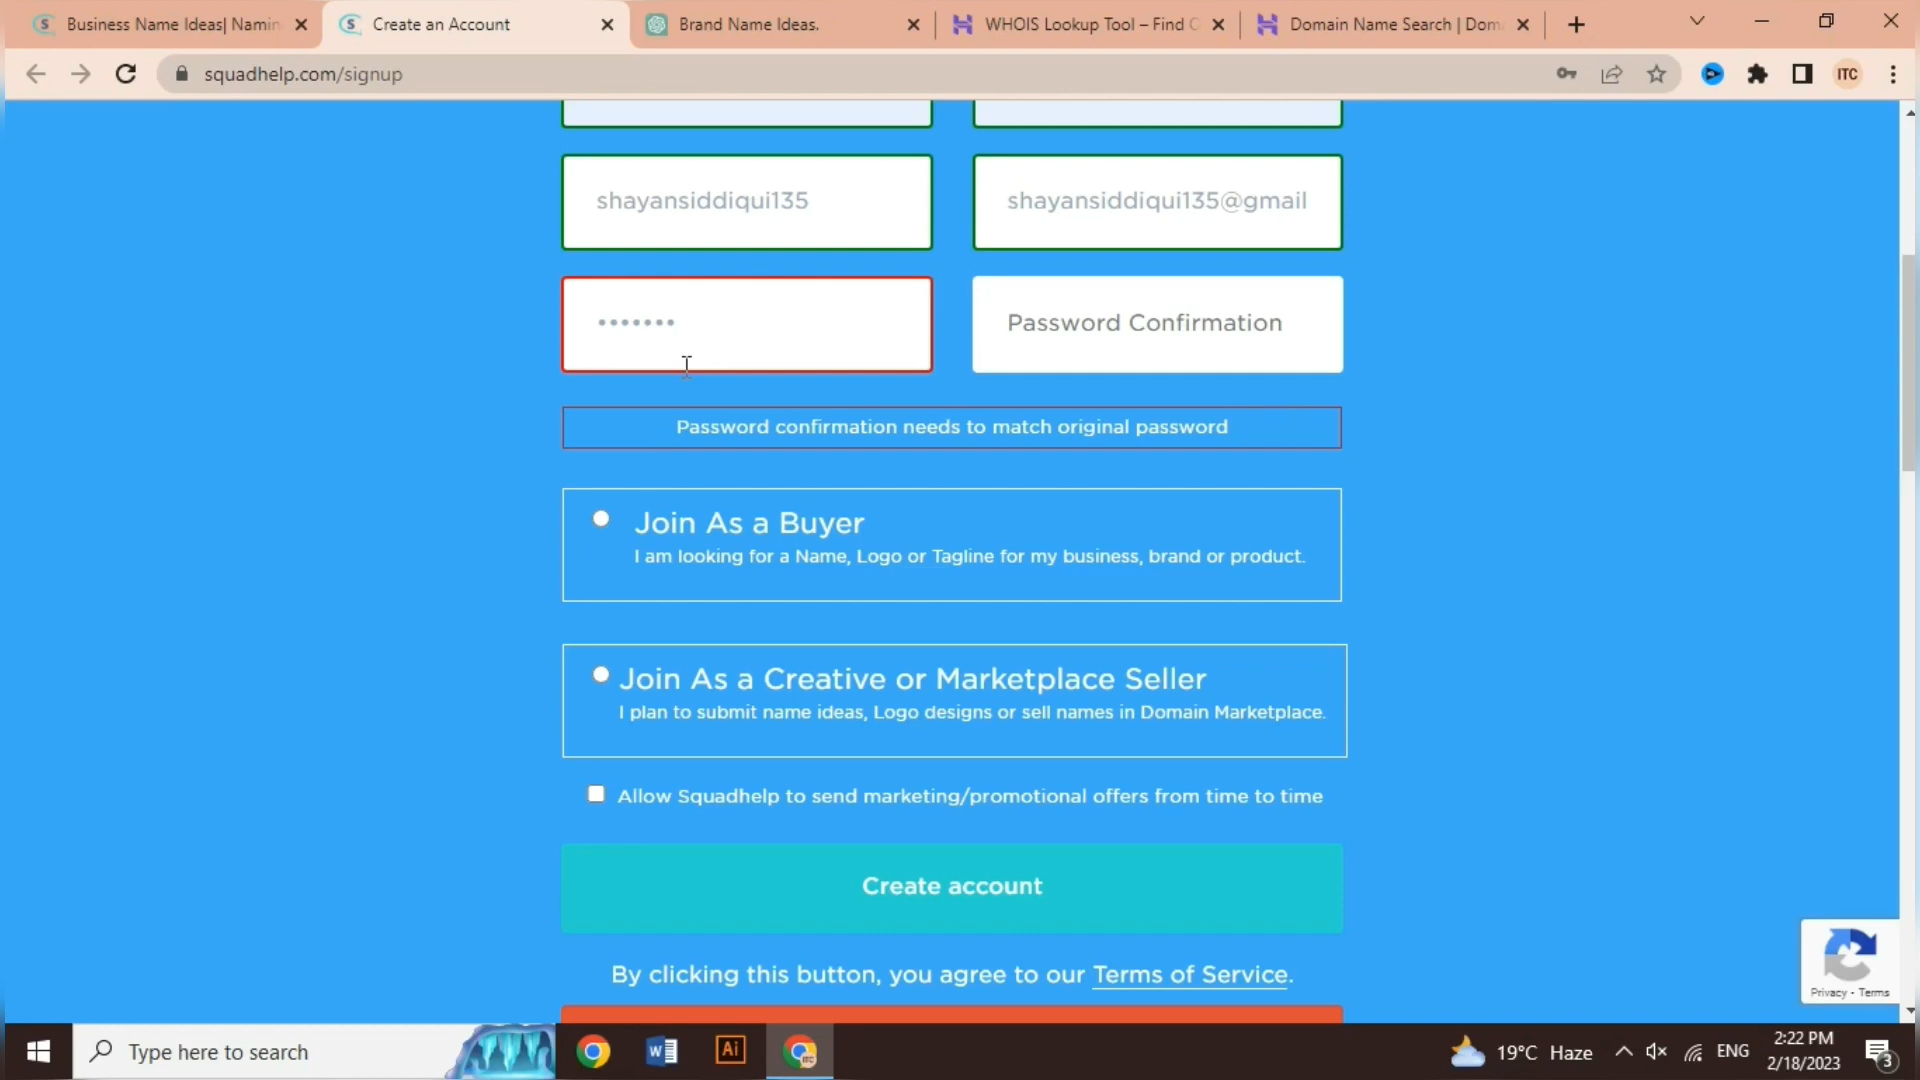 Business Name Ideas| Namin
Create an Account
Brand Name Ideas.
WHOIS Lookup Tool – Find
Domain Name Search | Dom
squadhelp.com/signup
ITC
shayansiddiqui135
shayansiddiqui135@gmail
•••••••
Password Confirmation
Password confirmation needs to match original password
Join As a Buyer
I am looking for a Name, Logo or Tagline for my business, brand or product.
Join As a Creative or Marketplace Seller
I plan to submit name ideas, Logo designs or sell names in Domain Marketplace.
Allow Squadhelp to send marketing/promotional offers from time to time
Create account
By clicking this button, you agree to our Terms of Service.
Privacy - Terms
Type here to search
19°C Haze
ENG
2:22 PM
2/18/2023
3